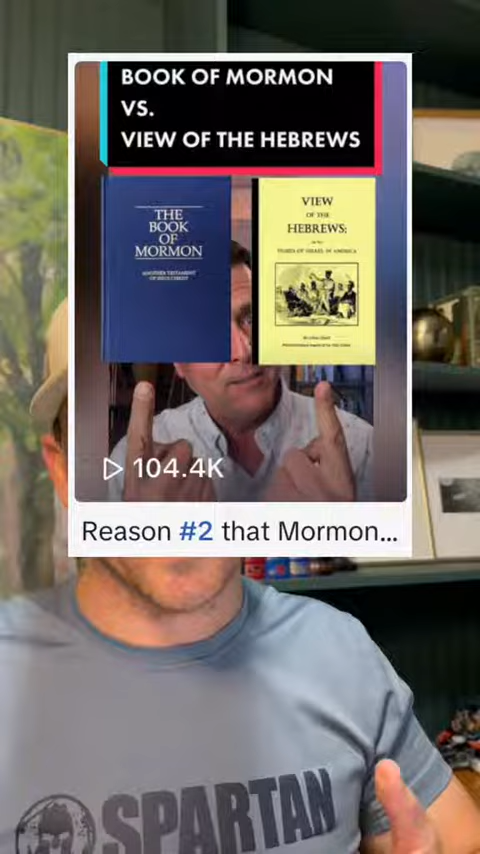 BOOK OF MORMON
VS.
VIEW OF THE HEBREWS
THE
BOOK
OF
MORMON
ANOTHER TESTAMENT
OF JESUS CHRIST
VIEW
OF THE
HEBREWS;
TRIBES OF ISRAEL IN AMERICA
104.4K
Reason #2 that Mormon...
SPARTAN